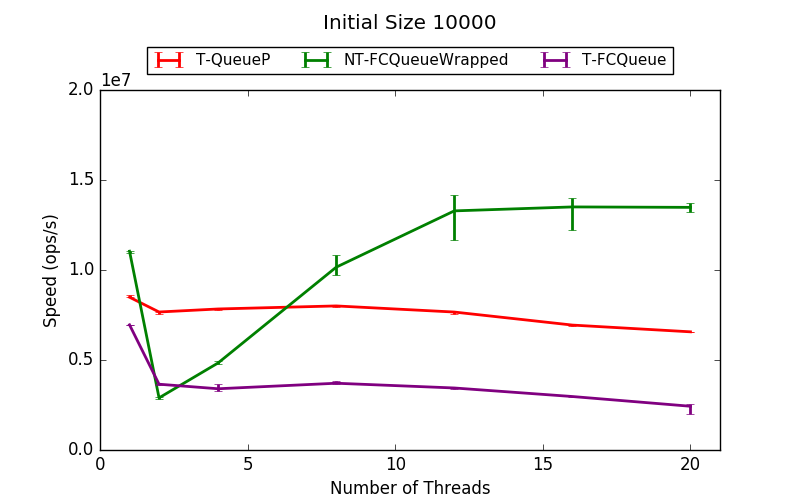 Initial Size 10000
T-QueueP NT-FCQueueWrapped T-FCQueue
1e7
2.0
1.5
1.0
0.5
0.0
Speed (ops/s)
0 5 10 15 20
Number of Threads